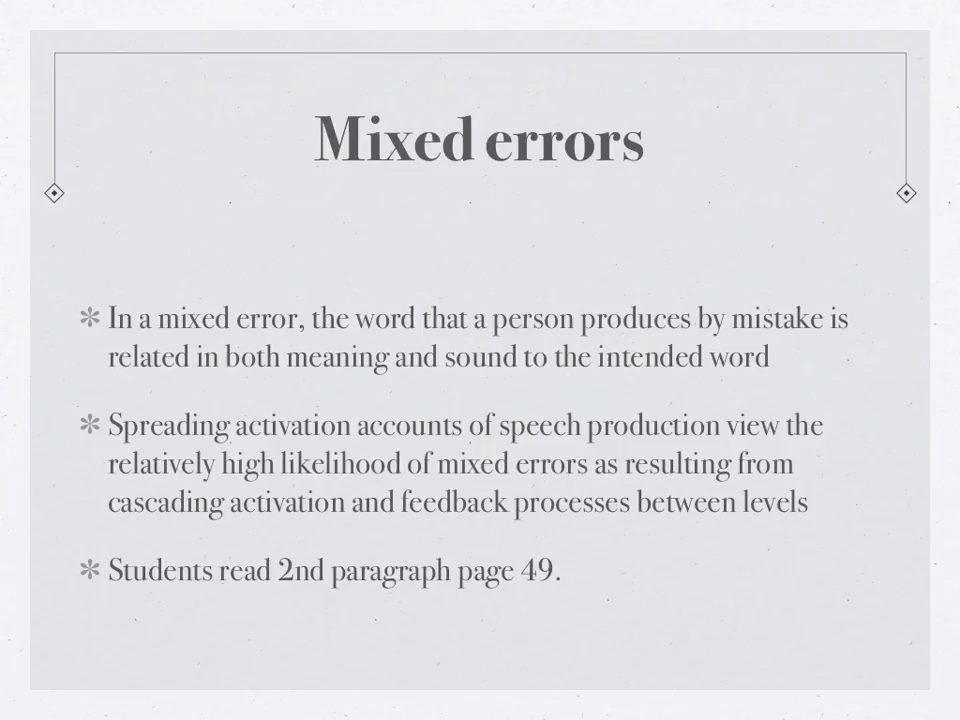 Mixed errors
In a mixed error, the word that a person produces by mistake is
related in both meaning and sound to the intended word
Spreading activation accounts of speech production view the
relatively high likelihood of mixed errors as resulting from
cascading activation and feedback processes between levels
Students read 2nd paragraph page 49.